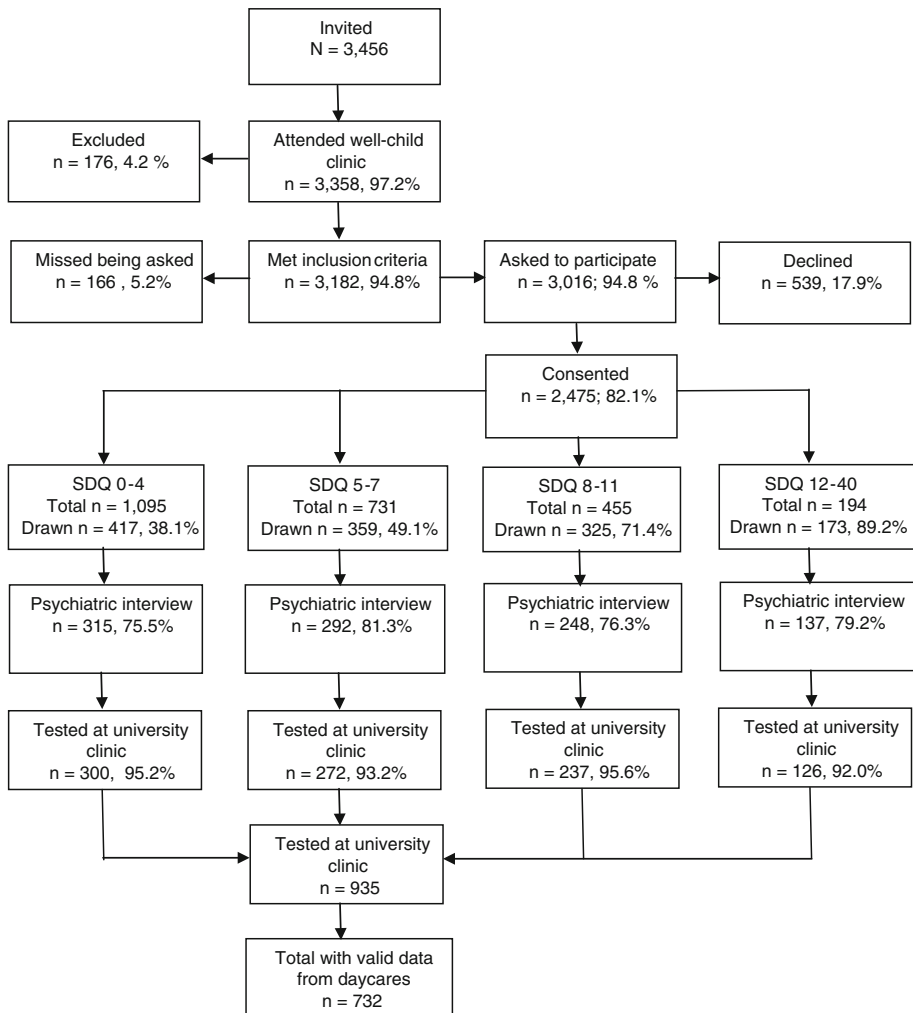 Invited
N = 3,456
Excluded
n = 176, 4.2 %
Attended well-child
clinic
n = 3,358, 97.2%
Missed being asked
n = 166 , 5.2%
Met inclusion criteria
n = 3,182, 94.8%
Asked to participate
n = 3,016; 94.8 %
Declined
n = 539, 17.9%
Consented
n = 2,475; 82.1%
SDQ 0-4
Total n = 1,095
Drawn n = 417, 38.1%
SDQ 5-7
Total n = 731
Drawn n = 359, 49.1%
SDQ 8-11
Total n = 455
Drawn n = 325, 71.4%
SDQ 12-40
Total n = 194
Drawn n = 173, 89.2%
Psychiatric interview
n = 315, 75.5%
Psychiatric interview
n = 292, 81.3%
Psychiatric interview
n = 248, 76.3%
Psychiatric interview
n = 137, 79.2%
Tested at university
clinic
n = 300, 95.2%
Tested at university
clinic
n = 272, 93.2%
Tested at university
clinic
n = 237, 95.6%
Tested at university
clinic
n = 126, 92.0%
Tested at university
clinic
n = 935
Total with valid data
from daycares
n = 732